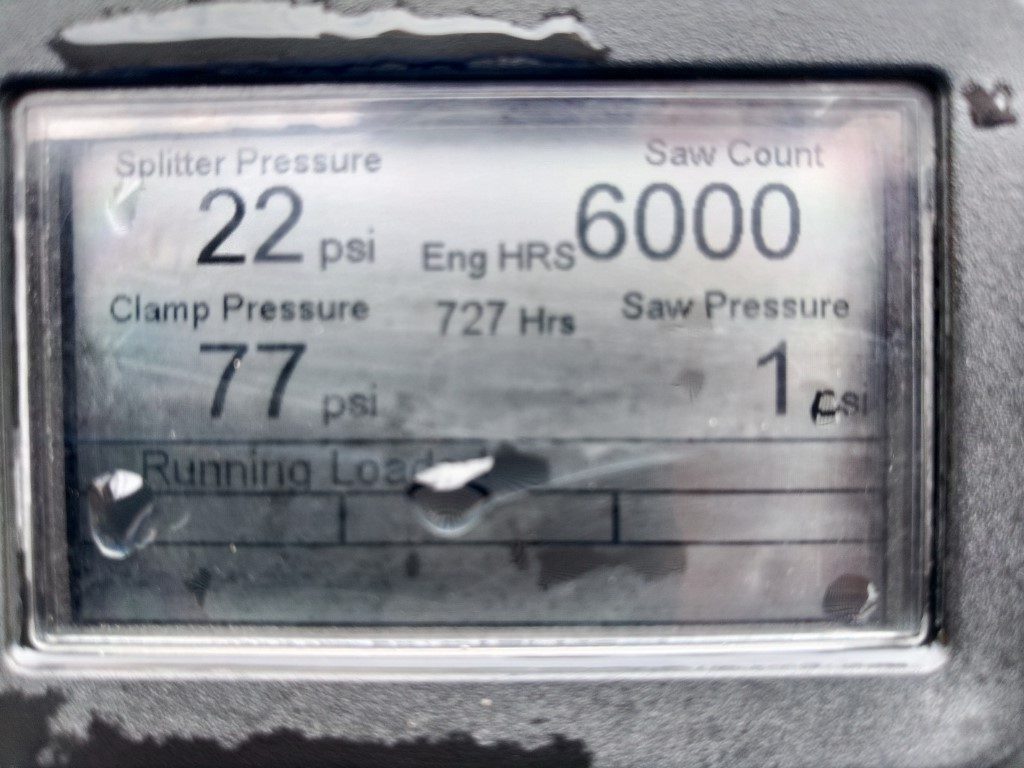 Splitter Pressure
22 psi
Saw Count
6000
Eng HRS
727 Hrs
Clamp Pressure
77 psi
Saw Pressure
1 psi
Running